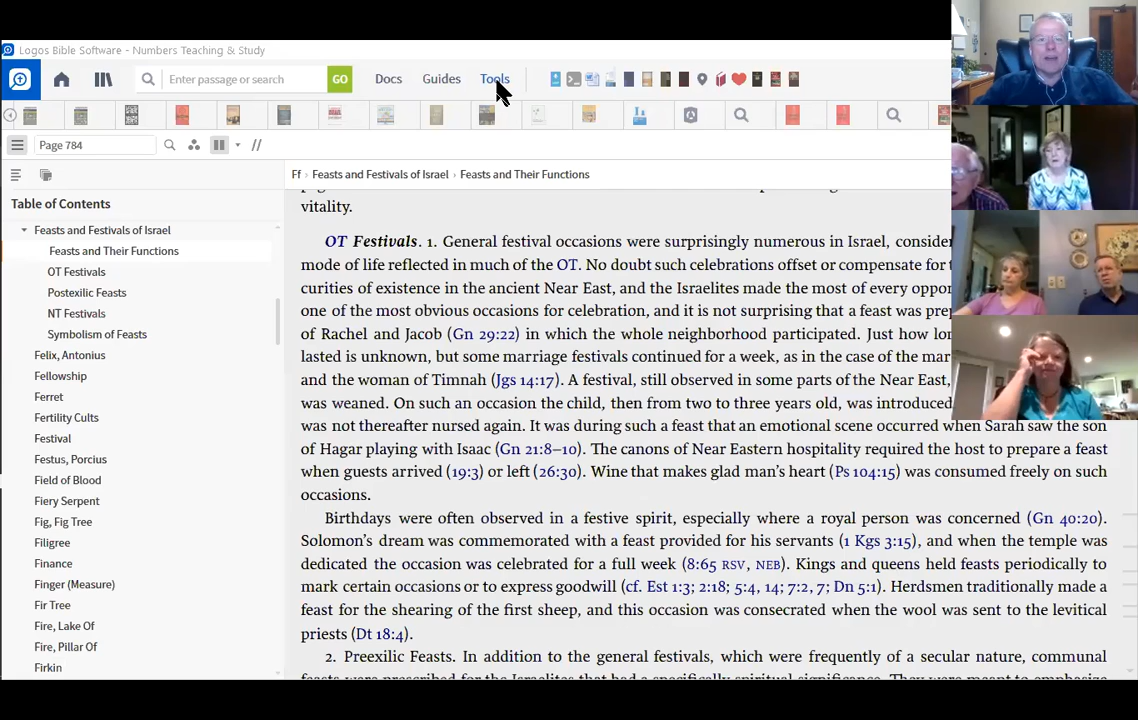 Logos Bible Software - Numbers Teaching & Study
Enter passage or search
GO
Docs
Guides
Tools
Page 784
Ff › Feasts and Festivals of Israel › Feasts and Their Functions
Table of Contents
Feasts and Festivals of Israel
Feasts and Their Functions
OT Festivals
Postexilic Feasts
NT Festivals
Symbolism of Feasts
Felix, Antonius
Fellowship
Ferret
Fertility Cults
Festival
Festus, Porcius
Field of Blood
Fiery Serpent
Fig, Fig Tree
Filigree
Finance
Finger (Measure)
Fir Tree
Fire, Lake Of
Fire, Pillar Of
Firkin
vitality.
OT Festivals. 1. General festival occasions were surprisingly numerous in Israel, consider
mode of life reflected in much of the OT. No doubt such celebrations offset or compensate for
curities of existence in the ancient Near East, and the Israelites made the most of every oppor
one of the most obvious occasions for celebration, and it is not surprising that a feast was prep
of Rachel and Jacob (Gn 29:22) in which the whole neighborhood participated. Just how lon
lasted is unknown, but some marriage festivals continued for a week, as in the case of the mar
and the woman of Timnah (Jgs 14:17). A festival, still observed in some parts of the Near East,
was weaned. On such an occasion the child, then from two to three years old, was introduced
was not thereafter nursed again. It was during such a feast that an emotional scene occurred when Sarah saw the son
of Hagar playing with Isaac (Gn 21:8–10). The canons of Near Eastern hospitality required the host to prepare a feast
when guests arrived (19:3) or left (26:30). Wine that makes glad man's heart (Ps 104:15) was consumed freely on such
occasions.
Birthdays were often observed in a festive spirit, especially where a royal person was concerned (Gn 40:20).
Solomon's dream was commemorated with a feast provided for his servants (1 Kgs 3:15), and when the temple was
dedicated the occasion was celebrated for a full week (8:65 RSV, NEB). Kings and queens held feasts periodically to
mark certain occasions or to express goodwill (cf. Est 1:3; 2:18; 5:4, 14; 7:2, 7; Dn 5:1). Herdsmen traditionally made a
feast for the shearing of the first sheep, and this occasion was consecrated when the wool was sent to the levitical
priests (Dt 18:4).
2. Preexilic Feasts. In addition to the general festivals, which were frequently of a secular nature, communal
feasts were prescribed for the Israelites that had a specifically spiritual significance. They were meant to emphasize